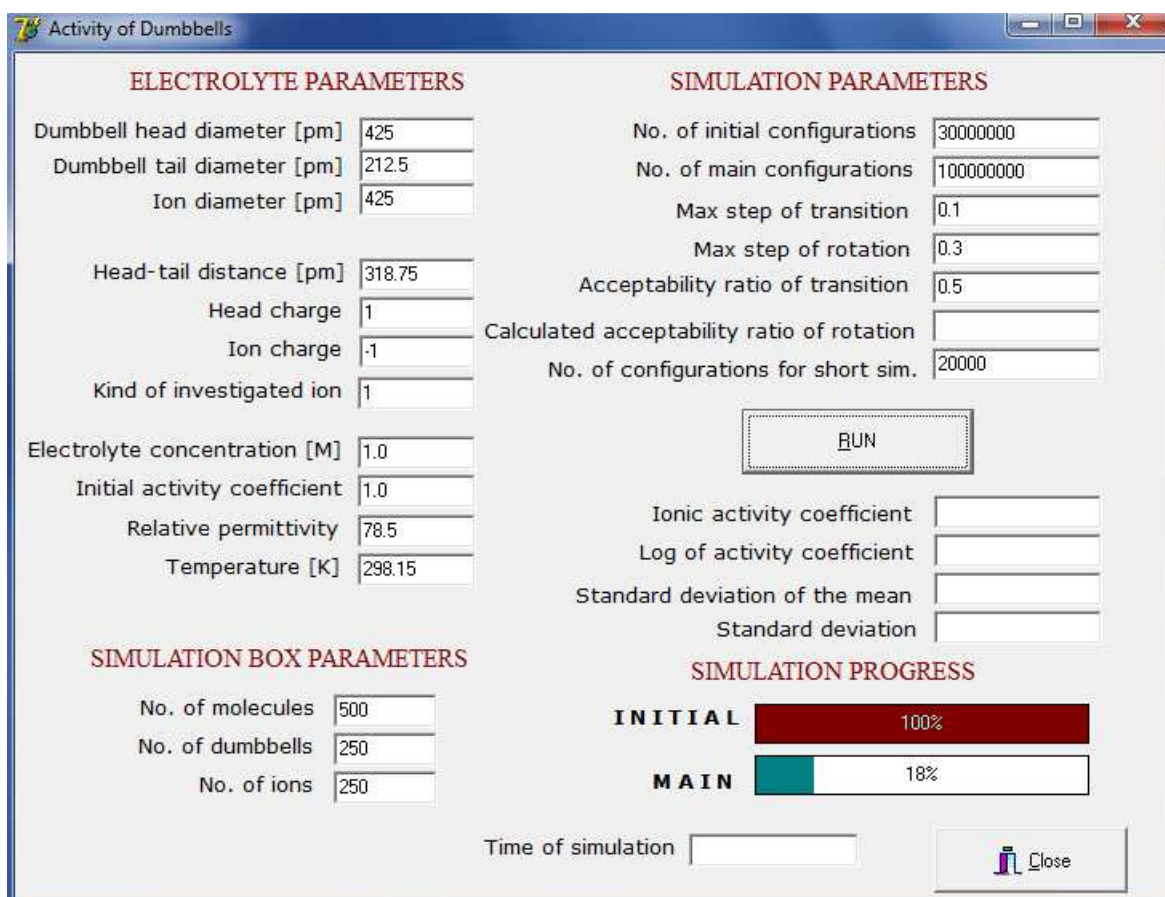 Activity of Dumbbells
ELECTROLYTE PARAMETERS
Dumbbell head diameter [pm] 425
Dumbbell tail diameter [pm] 212.5
Ion diameter [pm] 425
Head-tail distance [pm] 318.75
Head charge 1
Ion charge -1
Kind of investigated ion 1
Electrolyte concentration [M] 1.0
Initial activity coefficient 1.0
Relative permittivity 78.5
Temperature [K] 298.15
SIMULATION BOX PARAMETERS
No. of molecules 500
No. of dumbbells 250
No. of ions 250
SIMULATION PARAMETERS
No. of initial configurations 30000000
No. of main configurations 100000000
Max step of transition 0.1
Max step of rotation 0.3
Acceptability ratio of transition 0.5
Calculated acceptability ratio of rotation
No. of configurations for short sim. 20000
RUN
Ionic activity coefficient
Log of activity coefficient
Standard deviation of the mean
Standard deviation
SIMULATION PROGRESS
INITIAL 100%
MAIN 18%
Time of simulation
Close